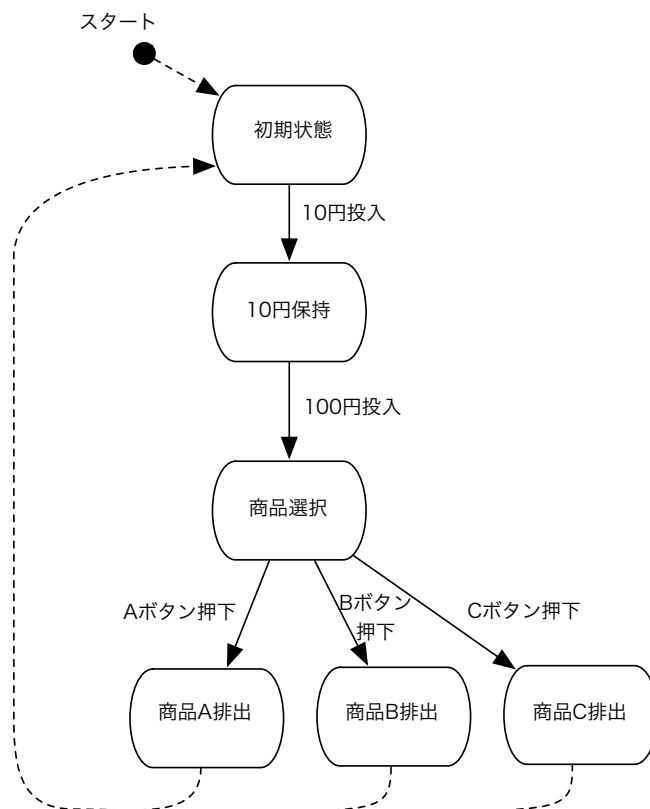 スタート
初期状態
10円投入
10円保持
100円投入
商品選択
Aボタン押下
Bボタン
押下
Cボタン押下
商品A排出
商品B排出
商品C排出